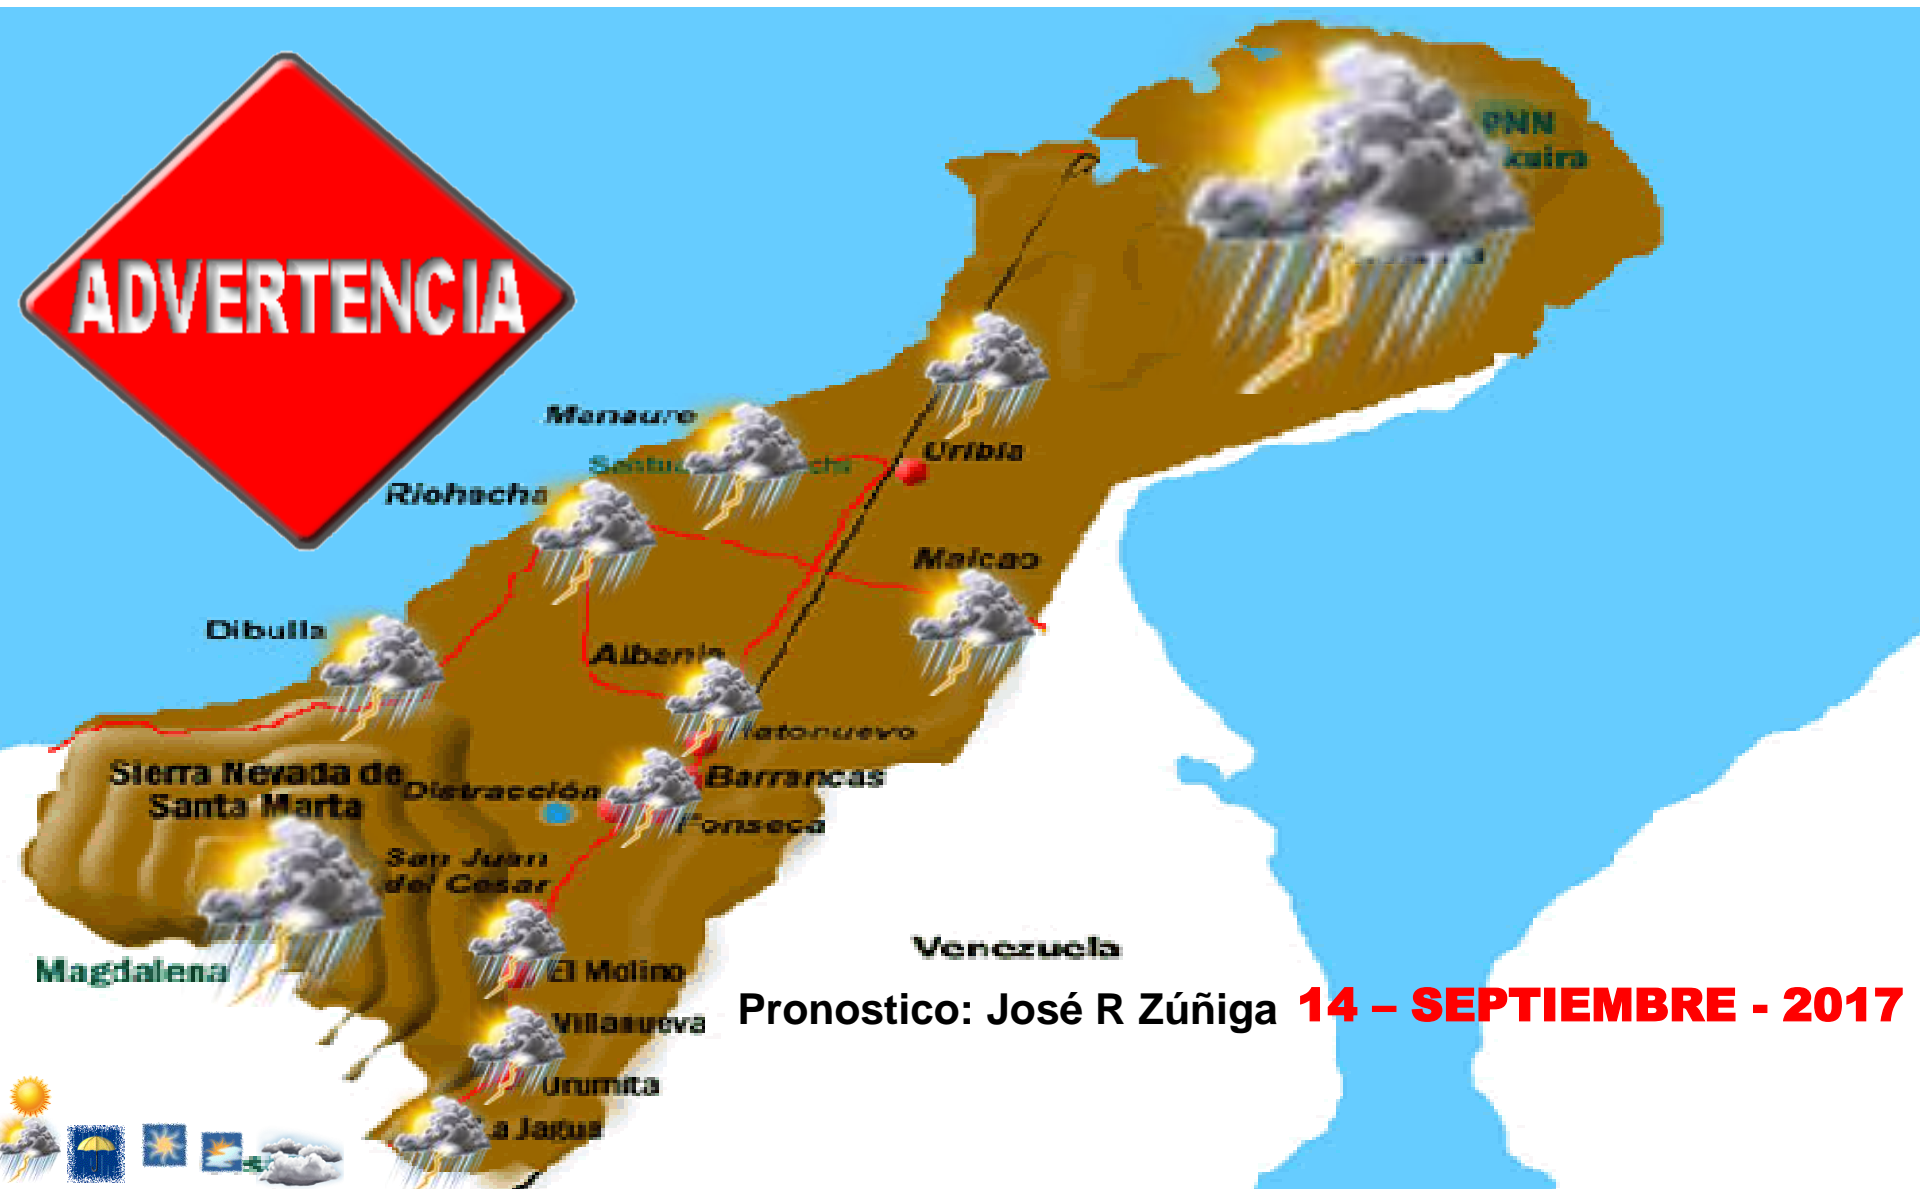 ADVERTENCIA
PNN
Manaure
Uribia
Riohacha
Maicao
Dibulla
Albania
Barrancas
Sierra Nevada de
Santa Marta
Distracción
Fonseca
San Juan
del Cesar
Venezuela
Magdalena
El Molino
Pronostico: José R Zúñiga 14 – SEPTIEMBRE - 2017
Villanueva
Urumita